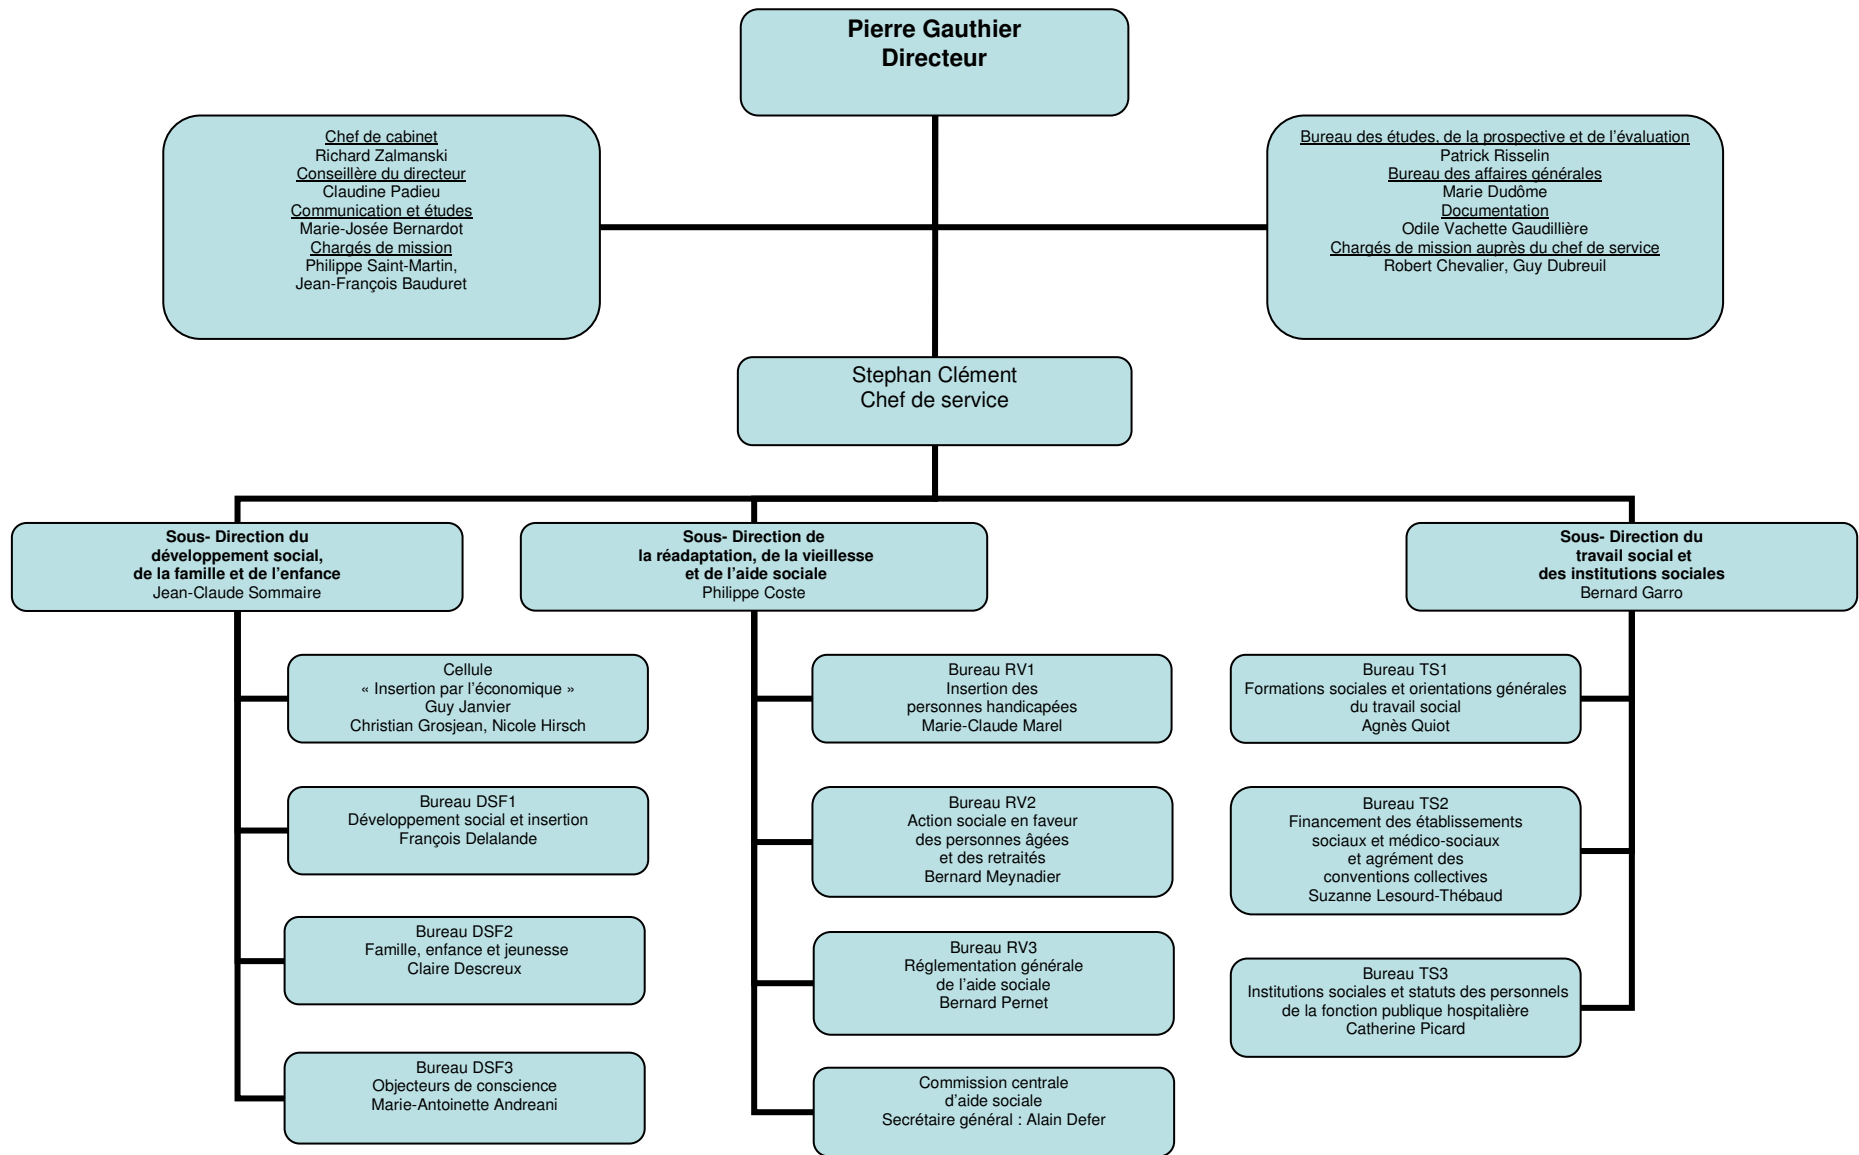 Pierre Gauthier
Directeur
Chef de cabinet
Richard Zalmanski
Conseillère du directeur
Claudine Padieu
Communication et études
Marie-Josée Bernardot
Chargés de mission
Philippe Saint-Martin,
Jean-François Bauduret
Bureau des études, de la prospective et de l'évaluation
Patrick Risselin
Bureau des affaires générales
Marie Dudôme
Documentation
Odile Vachette Gaudillière
Chargés de mission auprès du chef de service
Robert Chevalier, Guy Dubreuil
Stephan Clément
Chef de service
Sous- Direction du
développement social,
de la famille et de l'enfance
Jean-Claude Sommaire
Sous- Direction de
la réadaptation, de la vieillesse
et de l'aide sociale
Philippe Coste
Sous- Direction du
travail social et
des institutions sociales
Bernard Garro
Cellule
« Insertion par l'économique »
Guy Janvier
Christian Grosjean, Nicole Hirsch
Bureau DSF1
Développement social et insertion
François Delalande
Bureau DSF2
Famille, enfance et jeunesse
Claire Descreux
Bureau DSF3
Objecteurs de conscience
Marie-Antoinette Andreani
Bureau RV1
Insertion des
personnes handicapées
Marie-Claude Marel
Bureau RV2
Action sociale en faveur
des personnes âgées
et des retraités
Bernard Meynadier
Bureau RV3
Réglementation générale
de l'aide sociale
Bernard Pernet
Commission centrale
d'aide sociale
Secrétaire général : Alain Defer
Bureau TS1
Formations sociales et orientations générales
du travail social
Agnès Quiot
Bureau TS2
Financement des établissements
sociaux et médico-sociaux
et agrément des
conventions collectives
Suzanne Lesourd-Thébaud
Bureau TS3
Institutions sociales et statuts des personnels
de la fonction publique hospitalière
Catherine Picard